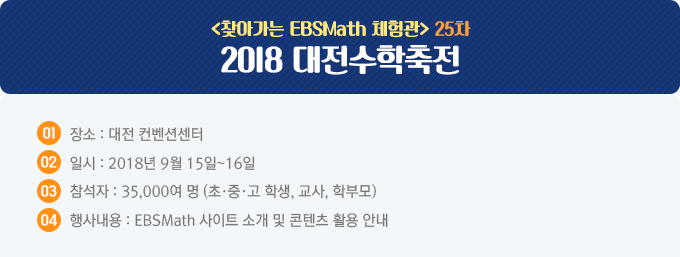 <찾아가는 EBSMath 체험관> 25차
2018 대전수학축전
01 장소 : 대전 컨벤션센터
02 일시 : 2018년 9월 15일~16일
03 참석자 : 35,000여 명 (초·중·고 학생, 교사, 학부모)
04 행사내용 : EBSMath 사이트 소개 및 콘텐츠 활용 안내